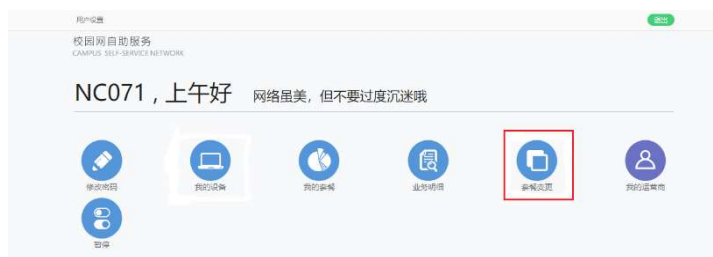 用户设置
退出
校园网自助服务
CAMPUS SELF-SERVICE NETWORK
NC071 , 上午好 网络虽美，但不要过度沉迷哦
修改密码 我的设备 我的套餐 业务明细 套餐变更 我的运营商
暂停